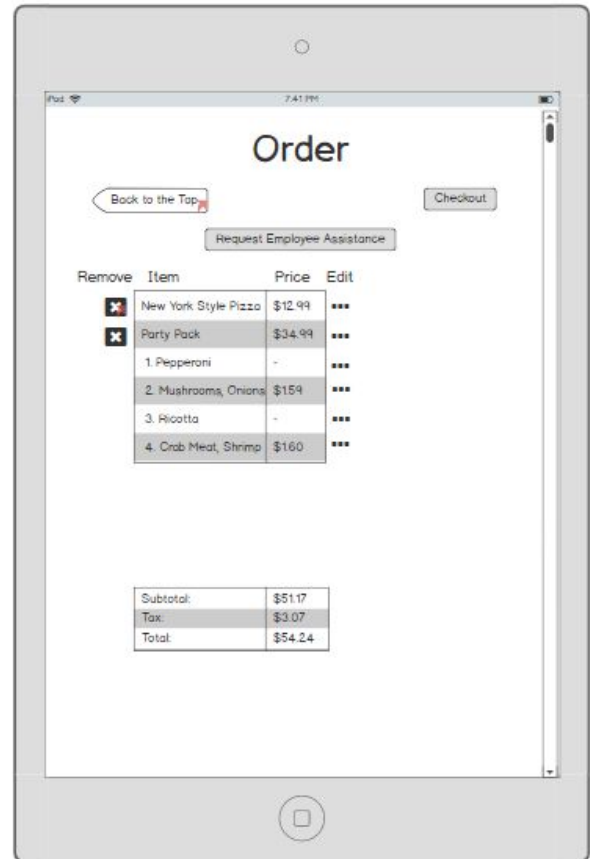 iPad 7:41 PM
Order
Back to the Top
Checkout
Request Employee Assistance
Remove Item Price Edit
New York Style Pizza $12.99
Party Pack $34.99
1. Pepperoni -
2. Mushrooms, Onions $1.59
3. Ricotta -
4. Crab Meat, Shrimp $1.60
Subtotal: $51.17
Tax: $3.07
Total: $54.24